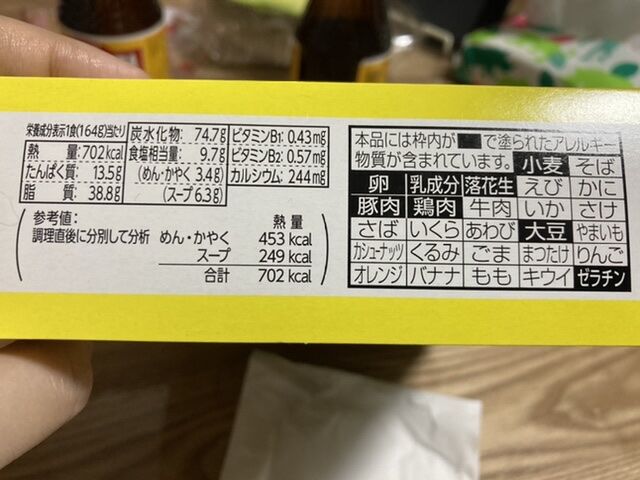 栄養成分表示1食(164g)当たり
熱 量:702kcal
たんぱく質: 13.5g
脂 質: 38.8g
炭水化物: 74.7g
食塩相当量: 9.7g
(めん・かやく 3.4g)
(スープ 6.3g)
ビタミンB1: 0.43mg
ビタミンB2: 0.57mg
カルシウム: 244mg
参考値:
調理直後に分別して分析
熱量
めん・かやく 453 kcal
スープ 249 kcal
合計 702 kcal
本品には枠内が■で塗られたアレルギー
物質が含まれています。 小麦 そば
卵 乳成分 落花生 えび かに
豚肉 鶏肉 牛肉 いか さけ
さば いくら あわび 大豆 やまいも
カシューナッツ くるみ ごま まつたけ りんご
オレンジ バナナ もも キウイ ゼラチン